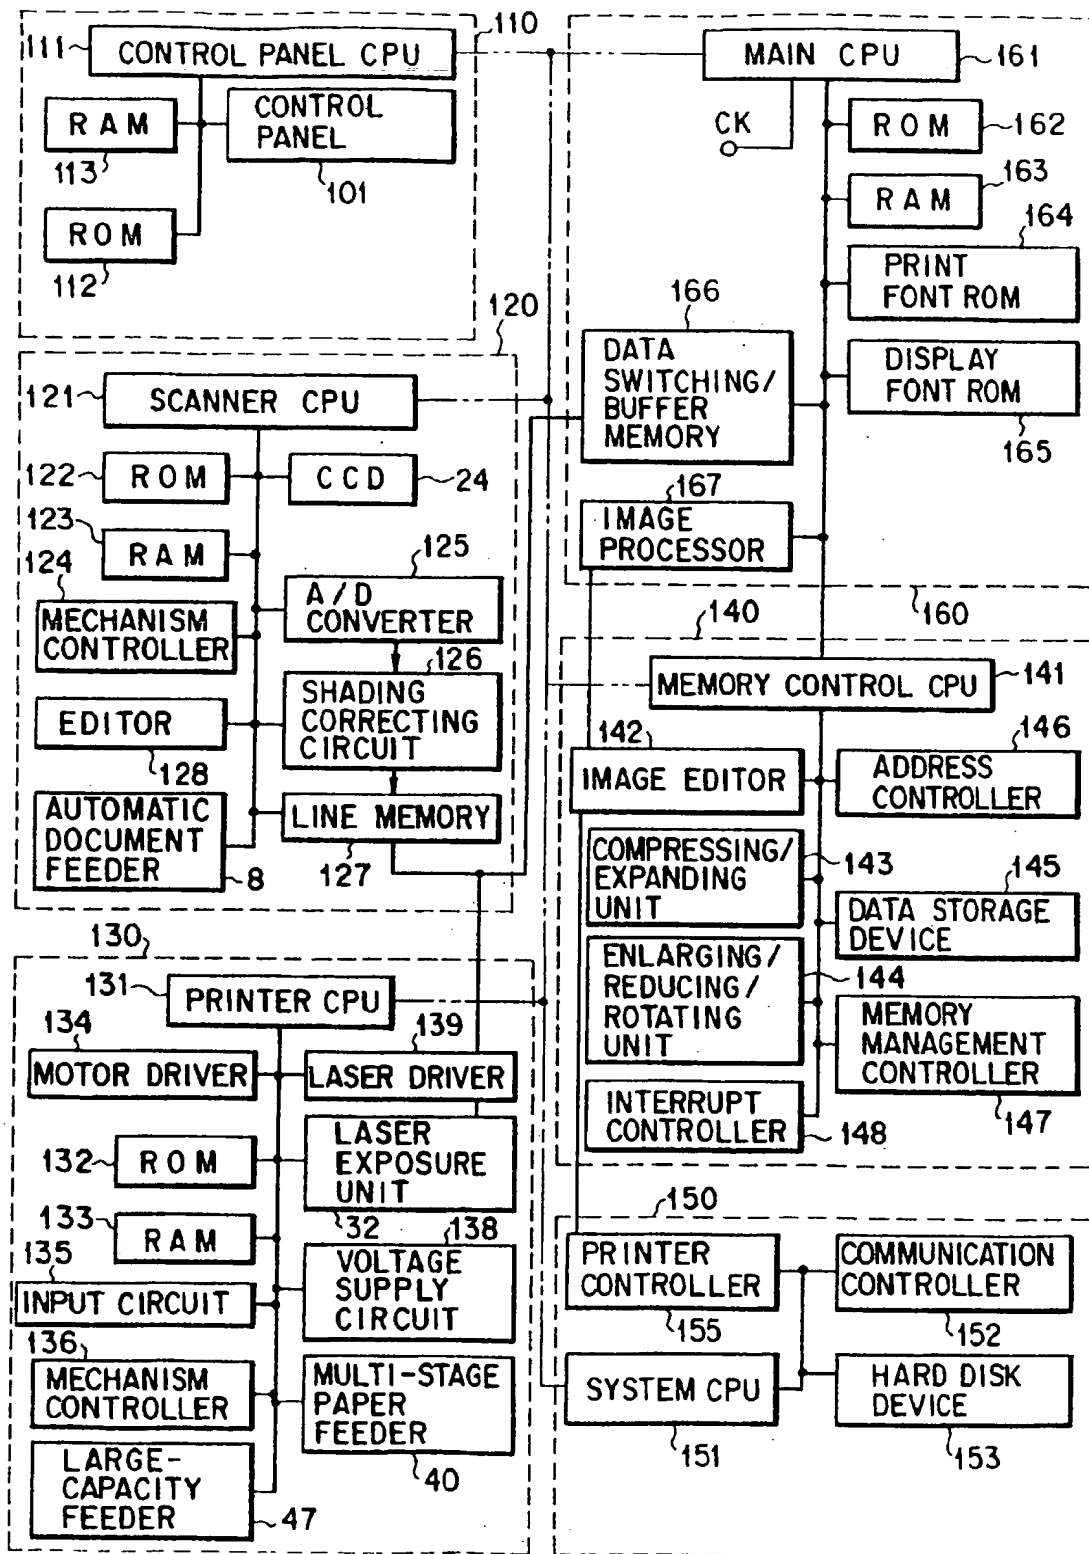 110
111
CONTROL PANEL CPU
RAM
113
CONTROL
PANEL
101
ROM
112
MAIN CPU
161
CK
ROM
162
RAM
163
164
PRINT
FONT ROM
DISPLAY
FONT ROM
165
166
DATA
SWITCHING/
BUFFER
MEMORY
167
IMAGE
PROCESSOR
160
120
121
SCANNER CPU
122
ROM
CCD
24
123
RAM
124
MECHANISM
CONTROLLER
125
A/D
CONVERTER
126
SHADING
CORRECTING
CIRCUIT
EDITOR
128
LINE MEMORY
127
AUTOMATIC
DOCUMENT
FEEDER
8
140
MEMORY CONTROL CPU
141
142
IMAGE EDITOR
146
ADDRESS
CONTROLLER
COMPRESSING/
EXPANDING
UNIT
143
145
DATA STORAGE
DEVICE
ENLARGING/
REDUCING/
ROTATING
UNIT
144
MEMORY
MANAGEMENT
CONTROLLER
147
INTERRUPT
CONTROLLER
148
130
131
PRINTER CPU
134
MOTOR DRIVER
139
LASER DRIVER
132
ROM
LASER
EXPOSURE
UNIT
32
133
RAM
138
VOLTAGE
SUPPLY
CIRCUIT
135
INPUT CIRCUIT
136
MECHANISM
CONTROLLER
MULTI-STAGE
PAPER
FEEDER
40
LARGE-
CAPACITY
FEEDER
47
150
PRINTER
CONTROLLER
155
COMMUNICATION
CONTROLLER
152
SYSTEM CPU
151
HARD DISK
DEVICE
153